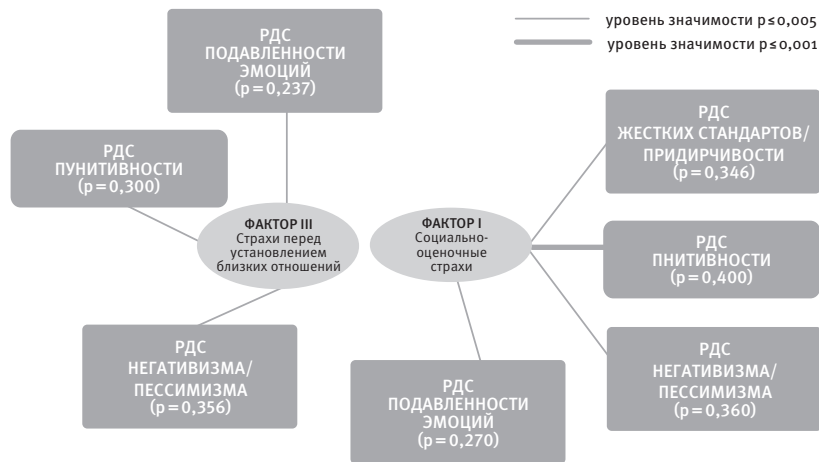 уровень значимости p≤0,005
уровень значимости p≤0,001
РДС
ПОДАВЛЕННОСТИ
ЭМОЦИЙ
(p=0,237)
РДС
ПУНИТИВНОСТИ
(p=0,300)
РДС
ЖЕСТКИХ СТАНДАРТОВ/
ПРИДИРЧИВОСТИ
(p=0,346)
ФАКТОР III
Страхи перед
установлением
близких отношений
ФАКТОР I
Социально-
оценочные
страхи
РДС
ПНИТИВНОСТИ
(p=0,400)
РДС
НЕГАТИВИЗМА/
ПЕССИМИЗМА
(p=0,356)
РДС
ПОДАВЛЕННОСТИ
ЭМОЦИЙ
(p=0,270)
РДС
НЕГАТИВИЗМА/
ПЕССИМИЗМА
(p=0,360)